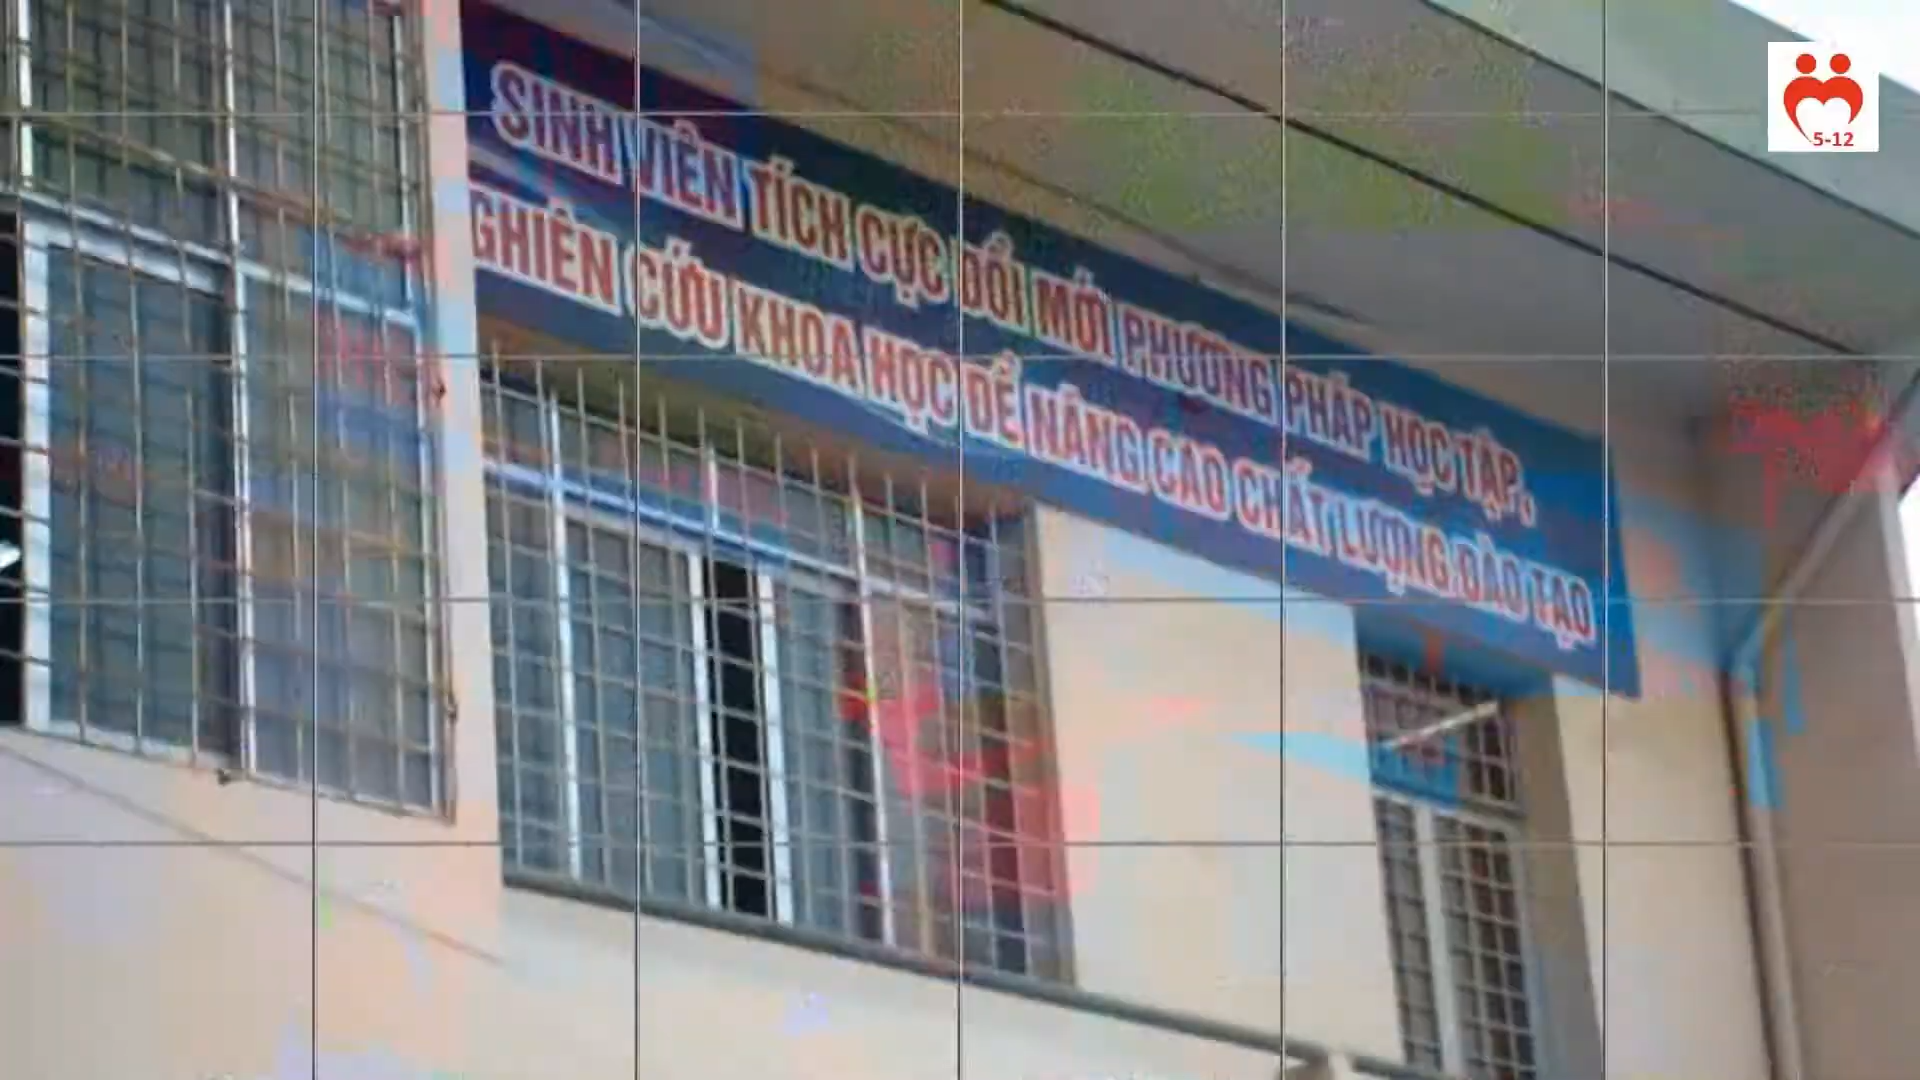 SINH VIÊN TÍCH CỰC ĐỔI MỚI PHƯƠNG PHÁP HỌC TẬP,
GHIÊN CỨU KHOA HỌC ĐỂ NÂNG CAO CHẤT LƯỢNG ĐÀO TẠO
5-12